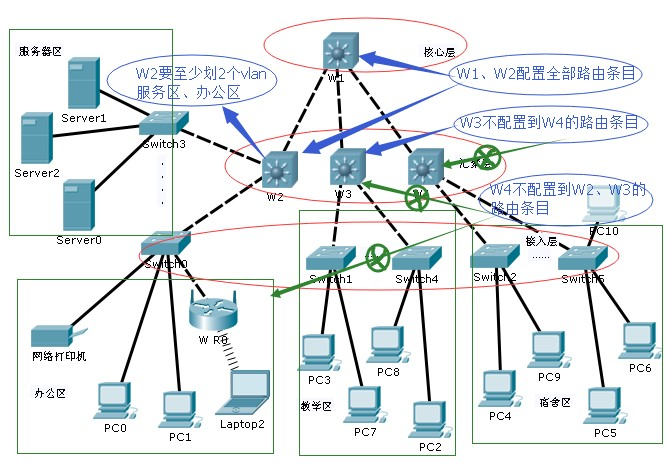 服务器区
核心层
W1
W2要至少划2个vlan
服务区、办公区
W1、W2配置全部路由条目
Server1
W3不配置到W4的路由条目
Switch3
Server2
W2
W3
W4不配置到W2、W3的
路由条目
PC10
Server0
接入层
......
Switch0
Switch1
Switch4
Switch2
Switch5
W R0
网络打印机
PC3
PC8
PC9
PC6
办公区
教学区
宿舍区
PC0
PC1
Laptop2
PC7
PC2
PC4
PC5